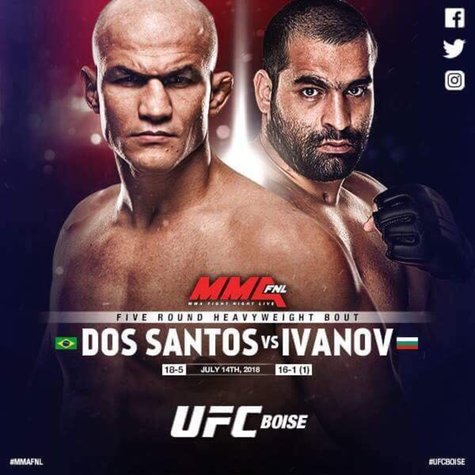 MMA FNL
MMA FIGHT NIGHT LIVE
FIVE ROUND HEAVYWEIGHT BOUT
DOS SANTOS VS IVANOV
18-5 JULY 14TH, 2018 16-1 (1)
UFC BOISE
#MMAFNL #UFCBOISE